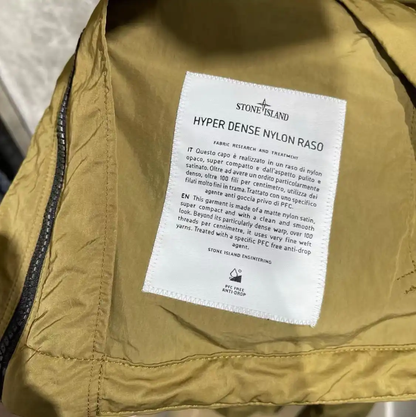 STONE ISLAND
HYPER DENSE NYLON RASO
FABRIC RESEARCH AND TREATMENT
IT Questo capo è realizzato in un raso di nylon
opaco, super compatto e dall'aspetto pulito e
satinato. Oltre ad avere un ordito particolarmente
denso, oltre 100 fili per centimetro, utilizza dei
filati molto fini in trama. Trattato con uno specifico
agente anti goccia privo di PFC.
EN This garment is made of a matte nylon satin,
super compact and with a clean and smooth
look. Beyond its particularly dense warp, over 100
threads per centimetre, it uses very fine weft
yarns. Treated with a specific PFC free anti-drop
agent.
STONE ISLAND ENGINEERING.
PFC FREE
ANTI-DROP